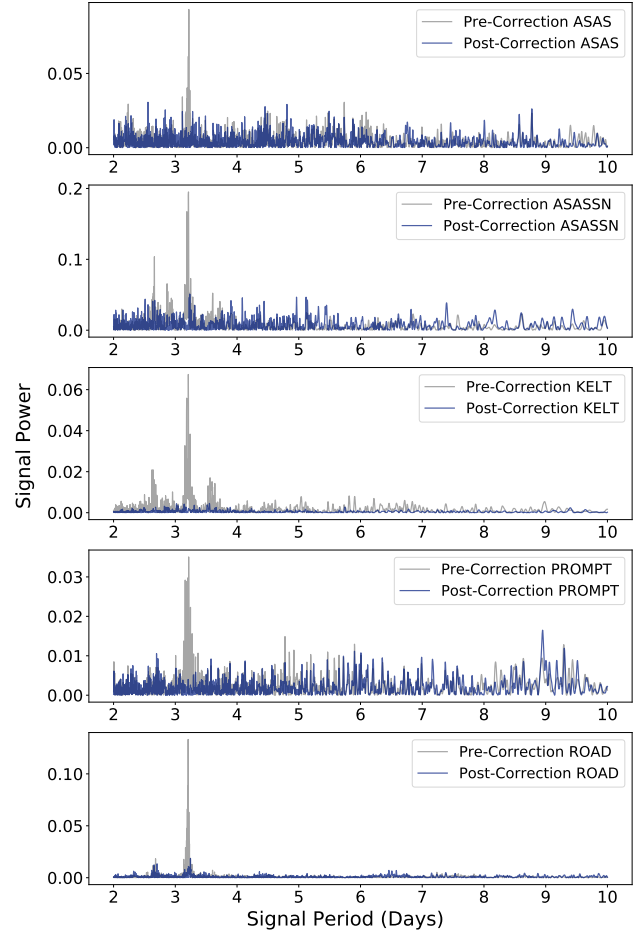 Pre-Correction ASAS
Post-Correction ASAS
0.05
0.00
2 3 4 5 6 7 8 9 10
Pre-Correction ASASSN
Post-Correction ASASSN
0.2
0.1
0.0
2 3 4 5 6 7 8 9 10
Pre-Correction KELT
Post-Correction KELT
0.06
0.04
0.02
0.00
2 3 4 5 6 7 8 9 10
Signal Power
Pre-Correction PROMPT
Post-Correction PROMPT
0.03
0.02
0.01
0.00
2 3 4 5 6 7 8 9 10
Pre-Correction ROAD
Post-Correction ROAD
0.10
0.05
0.00
2 3 4 5 6 7 8 9 10
Signal Period (Days)